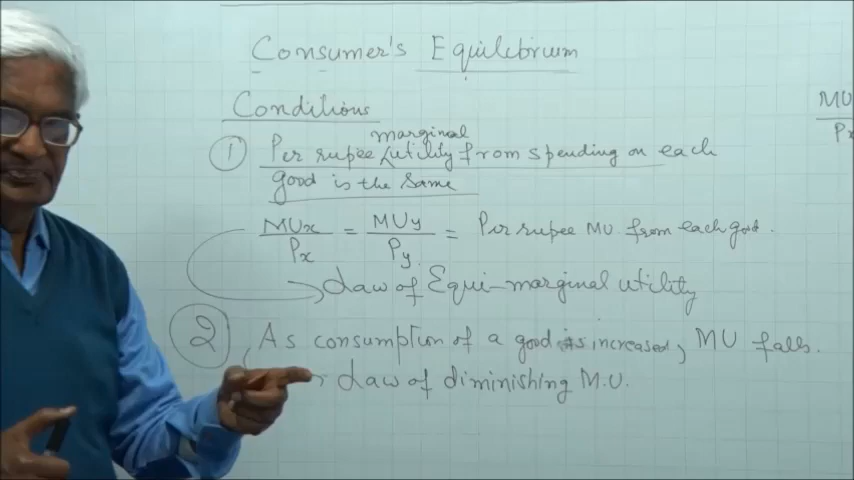 Consumer's Equilibrium
Conditions
marginal
① Per rupee utility from spending on each
good is the same
MUx / Px = MUy / Py = Per rupee MU from each good.
Law of Equi-marginal utility
② As consumption of a good is increased, MU falls.
Law of diminishing M.U.
MU
Px